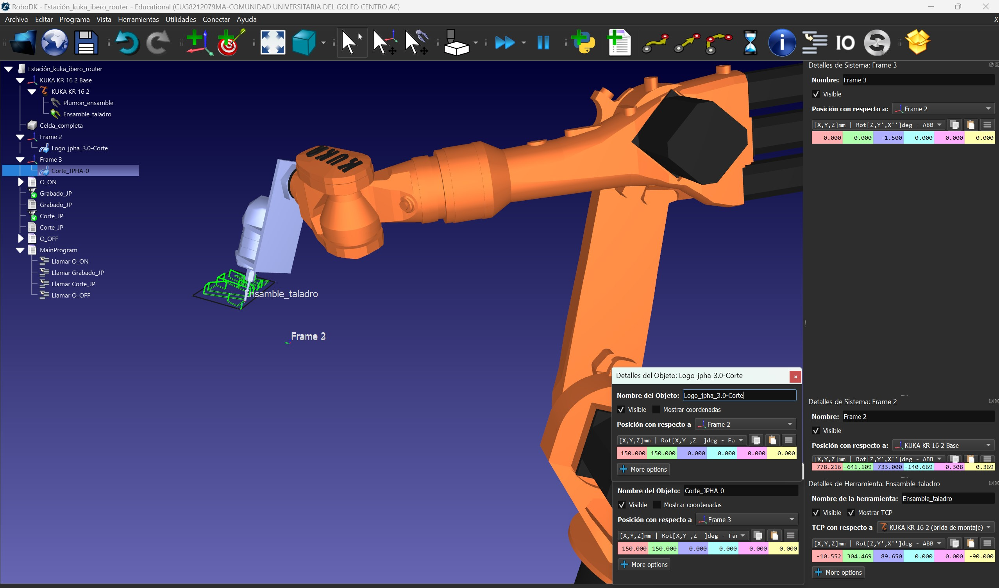 RoboDK - Estación_kuka_ibero_router - Educational (CUG8212079MA-COMUNIDAD UNIVERSITARIA DEL GOLFO CENTRO AC)
Archivo Editar Programa Vista Herramientas Utilidades Conectar Ayuda
X
IO
Estación_kuka_ibero_router
KUKA KR 16 2 Base
KUKA KR 16 2
Plumon_ensamble
Ensamble_taladro
Celda_completa
Frame 2
Logo_jpha_3.0-Corte
Frame 3
Corte_JPHA-0
O_ON
Grabado_JP
Grabado_JP
Corte_JP
Corte_JP
O_OFF
MainProgram
Llamar O_ON
Llamar Grabado_JP
Llamar Corte_JP
Llamar O_OFF
KUKA
Ensamble_taladro
Frame
Detalles del Objeto: Logo_jpha_3.0-Corte
Nombre del Objeto: Logo_jpha_3.0-Corte
Visible Mostrar coordenadas
Posición con respecto a Frame 2
[X,Y,Z]mm | Rot[X,Y ,Z ]deg - Fa
150.000 150.000 0.000 0.000 0.000 0.000
More options
Nombre del Objeto: Corte_JPHA-0
Visible Mostrar coordenadas
Posición con respecto a Frame 3
[X,Y,Z]mm | Rot[X,Y ,Z ]deg - Far
150.000 150.000 0.000 0.000 0.000 0.000
More options
Detalles de Sistema: Frame 3
Nombre: Frame 3
Visible
Posición con respecto a: Frame 2
[X,Y,Z]mm | Rot[Z,Y',X'']deg - ABB
0.000 0.000 -1.500 0.000 0.000 0.000
Detalles de Sistema: Frame 2
Nombre: Frame 2
Visible
Posición con respecto a: KUKA KR 16 2 Base
[X,Y,Z]mm | Rot[Z,Y',X'']deg - ABB
778.216 -641.109 733.000 -140.669 0.308 0.369
Detalles de Herramienta: Ensamble_taladro
Nombre de la herramienta: Ensamble_taladro
Visible Mostrar TCP
TCP con respecto a KUKA KR 16 2 (brida de montaje)
[X,Y,Z]mm | Rot[Z,Y',X'']deg - ABB
-10.552 304.469 89.650 0.000 0.000 -90.000
More options